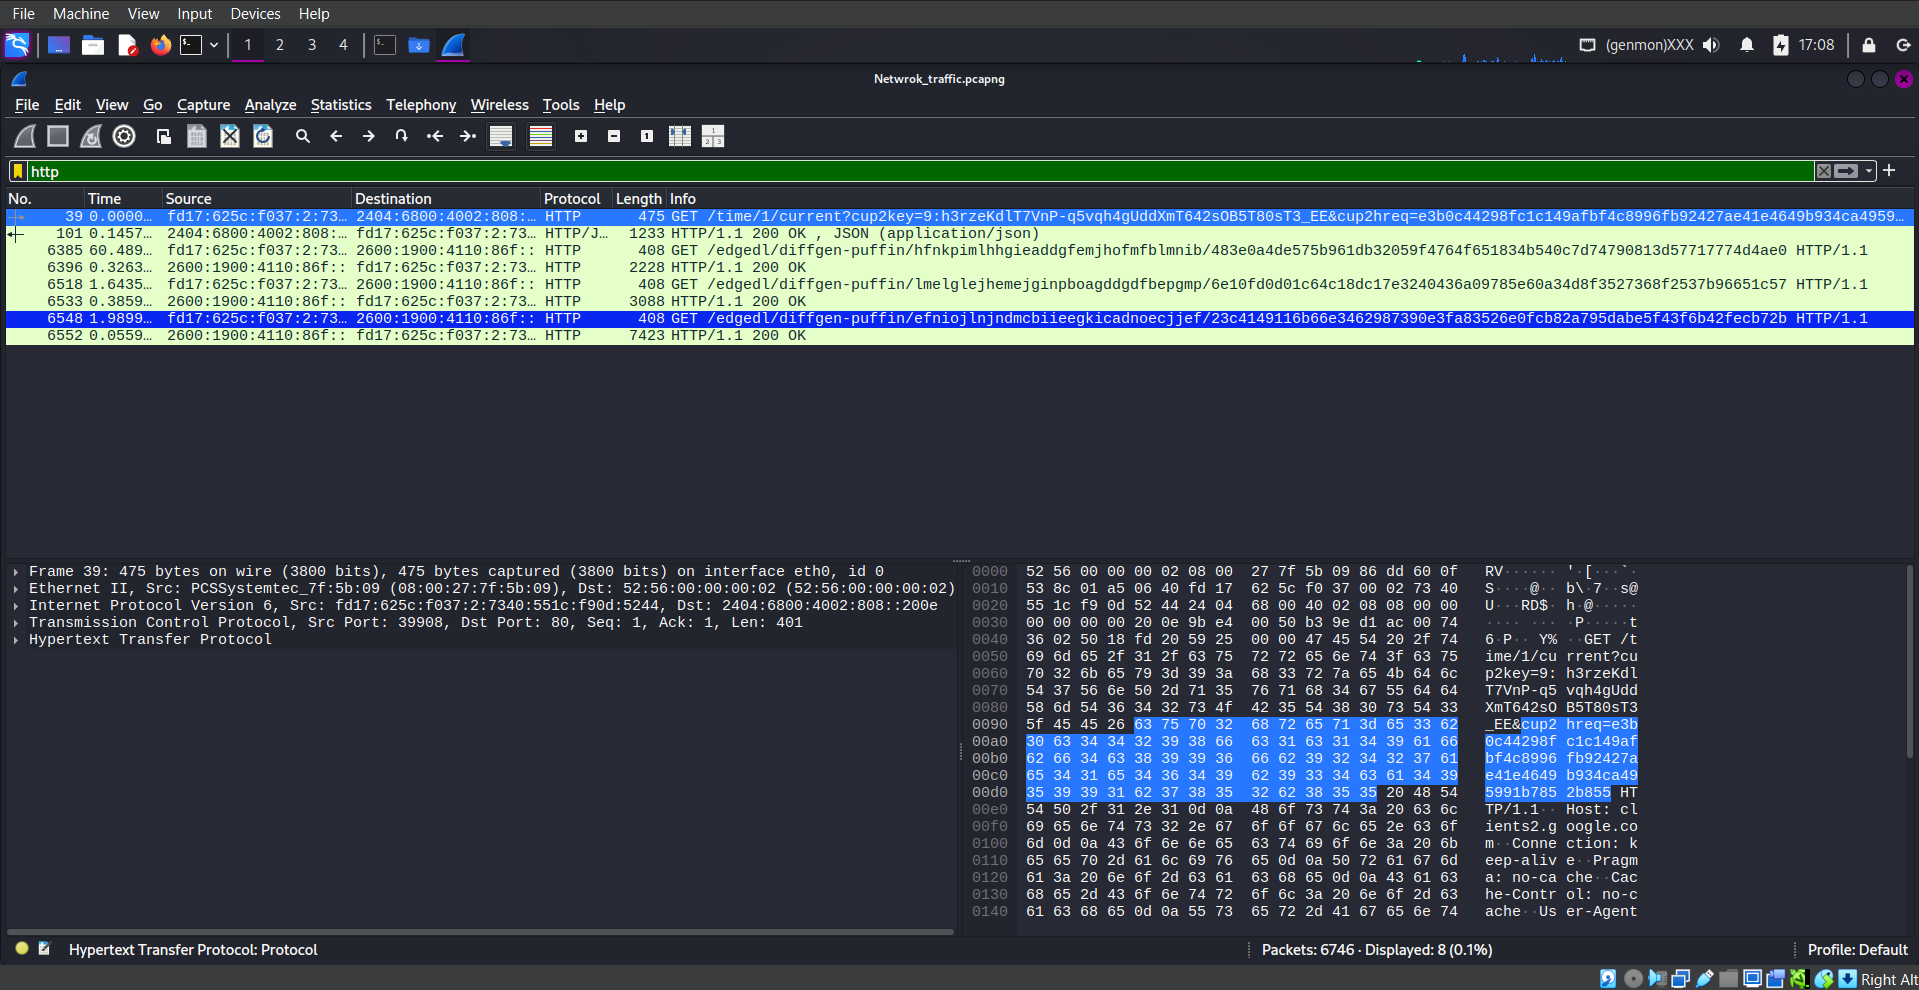 File Machine View Input Devices Help
1 2 3 4 (genmon)XXX 17:08
Netwrok_traffic.pcapng
File Edit View Go Capture Analyze Statistics Telephony Wireless Tools Help
http
No. Time Source Destination Protocol Length Info
39 0.0000… fd17:625c:f037:2:73… 2404:6800:4002:808:… HTTP 475 GET /time/1/current?cup2key=9:h3rzeKdlT7VnP-q5vqh4gUddXmT642sOB5T80sT3_EE&cup2hreq=e3b0c44298fc1c149afbf4c8996fb92427ae41e4649b934ca4959…
101 0.1457… 2404:6800:4002:808:… fd17:625c:f037:2:73… HTTP/J… 1233 HTTP/1.1 200 OK , JSON (application/json)
6385 60.489… fd17:625c:f037:2:73… 2600:1900:4110:86f:: HTTP 408 GET /edgedl/diffgen-puffin/hfnkpimlhhgieaddgfemjhofmfblmnib/483e0a4de575b961db32059f4764f651834b540c7d74790813d57717774d4ae0 HTTP/1.1
6396 0.3263… 2600:1900:4110:86f:: fd17:625c:f037:2:73… HTTP 2228 HTTP/1.1 200 OK
6518 1.6435… fd17:625c:f037:2:73… 2600:1900:4110:86f:: HTTP 408 GET /edgedl/diffgen-puffin/lmelglejhemejginpboagddgdfbepgmp/6e10fd0d01c64c18dc17e3240436a09785e60a34d8f3527368f2537b96651c57 HTTP/1.1
6533 0.3859… 2600:1900:4110:86f:: fd17:625c:f037:2:73… HTTP 3088 HTTP/1.1 200 OK
6548 1.9899… fd17:625c:f037:2:73… 2600:1900:4110:86f:: HTTP 408 GET /edgedl/diffgen-puffin/efniojlnjndmcbiieegkicadnoecjjef/23c4149116b66e3462987390e3fa83526e0fcb82a795dabe5f43f6b42fecb72b HTTP/1.1
6552 0.0559… 2600:1900:4110:86f:: fd17:625c:f037:2:73… HTTP 7423 HTTP/1.1 200 OK
Frame 39: 475 bytes on wire (3800 bits), 475 bytes captured (3800 bits) on interface eth0, id 0
Ethernet II, Src: PCSSystemtec_7f:5b:09 (08:00:27:7f:5b:09), Dst: 52:56:00:00:00:02 (52:56:00:00:00:02)
Internet Protocol Version 6, Src: fd17:625c:f037:2:7340:551c:f90d:5244, Dst: 2404:6800:4002:808::200e
Transmission Control Protocol, Src Port: 39908, Dst Port: 80, Seq: 1, Ack: 1, Len: 401
Hypertext Transfer Protocol
0000 52 56 00 00 00 02 08 00 27 7f 5b 09 86 dd 60 0f RV······ '·[···`·
0010 53 8c 01 a5 06 40 fd 17 62 5c f0 37 00 02 73 40 S····@·· b\·7··s@
0020 55 1c f9 0d 52 44 24 04 68 00 40 02 08 08 00 00 U···RD$· h·@·····
0030 00 00 00 00 20 0e 9b e4 00 50 b3 9e d1 ac 00 74 ···· ··· ·P·····t
0040 36 02 50 18 fd 20 59 25 00 00 47 45 54 20 2f 74 6·P·· Y% ··GET /t
0050 69 6d 65 2f 31 2f 63 75 72 72 65 6e 74 3f 63 75 ime/1/cu rrent?cu
0060 70 32 6b 65 79 3d 39 3a 68 33 72 7a 65 4b 64 6c p2key=9: h3rzeKdl
0070 54 37 56 6e 50 2d 71 35 76 71 68 34 67 55 64 64 T7VnP-q5 vqh4gUdd
0080 58 6d 54 36 34 32 73 4f 42 35 54 38 30 73 54 33 XmT642sO B5T80sT3
0090 5f 45 45 26 63 75 70 32 68 72 65 71 3d 65 33 62 _EE&cup2 hreq=e3b
00a0 30 63 34 34 32 39 38 66 63 31 63 31 34 39 61 66 0c44298f c1c149af
00b0 62 66 34 63 38 39 39 36 66 62 39 32 34 32 37 61 bf4c8996 fb92427a
00c0 65 34 31 65 34 36 34 39 62 39 33 34 63 61 34 39 e41e4649 b934ca49
00d0 35 39 39 31 62 37 38 35 32 62 38 35 35 20 48 54 5991b785 2b855 HT
00e0 54 50 2f 31 2e 31 0d 0a 48 6f 73 74 3a 20 63 6c TP/1.1·· Host: cl
00f0 69 65 6e 74 73 32 2e 67 6f 6f 67 6c 65 2e 63 6f ients2.g oogle.co
0100 6d 0d 0a 43 6f 6e 6e 65 63 74 69 6f 6e 3a 20 6b m··Conne ction: k
0110 65 65 70 2d 61 6c 69 76 65 0d 0a 50 72 61 67 6d eep-aliv e··Pragm
0120 61 3a 20 6e 6f 2d 63 61 63 68 65 0d 0a 43 61 63 a: no-ca che··Cac
0130 68 65 2d 43 6f 6e 74 72 6f 6c 3a 20 6e 6f 2d 63 he-Contr ol: no-c
0140 61 63 68 65 0d 0a 55 73 65 72 2d 41 67 65 6e 74 ache··Us er-Agent
Hypertext Transfer Protocol: Protocol Packets: 6746 · Displayed: 8 (0.1%) Profile: Default
Right Alt